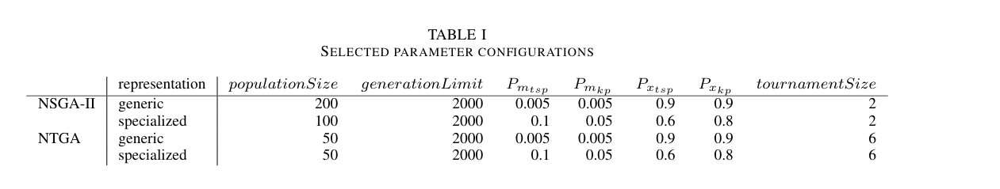 TABLE I
SELECTED PARAMETER CONFIGURATIONS
representation populationSize generationLimit P_{m_{tsp}} P_{m_{kp}} P_{x_{tsp}} P_{x_{kp}} tournamentSize
NSGA-II generic 200 2000 0.005 0.005 0.9 0.9 2
specialized 100 2000 0.1 0.05 0.6 0.8 2
NTGA generic 50 2000 0.005 0.005 0.9 0.9 6
specialized 50 2000 0.1 0.05 0.6 0.8 6